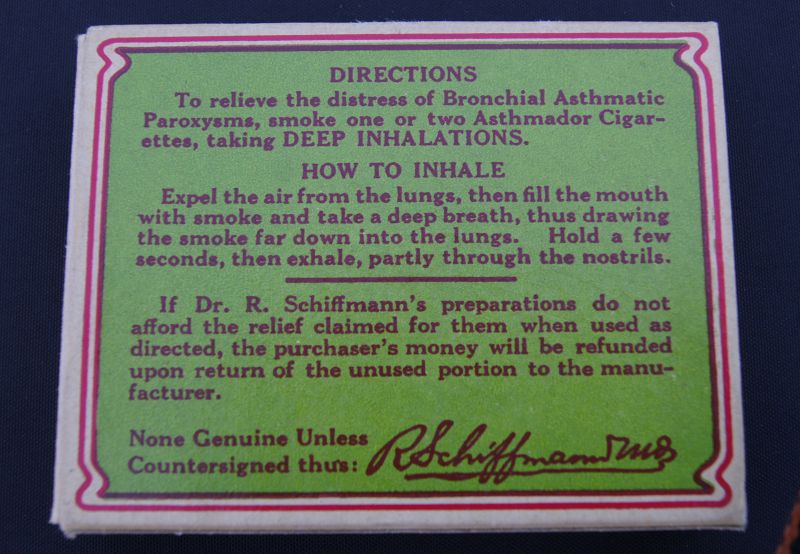 DIRECTIONS
To relieve the distress of Bronchial Asthmatic
Paroxysms, smoke one or two Asthmador Cigar-
ettes, taking DEEP INHALATIONS.
HOW TO INHALE
Expel the air from the lungs, then fill the mouth
with smoke and take a deep breath, thus drawing
the smoke far down into the lungs. Hold a few
seconds, then exhale, partly through the nostrils.
If Dr. R. Schiffmann's preparations do not
afford the relief claimed for them when used as
directed, the purchaser's money will be refunded
upon return of the unused portion to the manu-
facturer.
None Genuine Unless
Countersigned thus: R Schiffmann MD